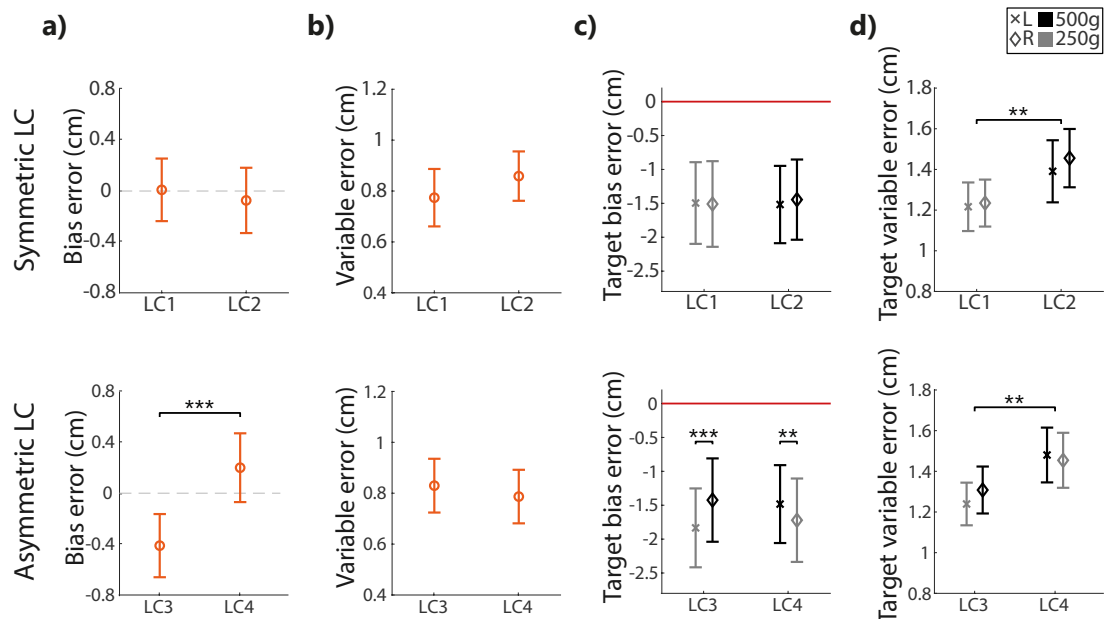 a)
b)
c)
d)
× L ■ 500g
◇ R ■ 250g
Symmetric LC
Bias error (cm)
0.8
0.4
0
-0.4
-0.8
LC1 LC2
Variable error (cm)
1.2
1
0.8
0.6
0.4
LC1 LC2
Target bias error (cm)
0
-0.5
-1
-1.5
-2
-2.5
LC1 LC2
Target variable error (cm)
1.8
1.6
1.4
1.2
1
0.8
**
LC1 LC2
Asymmetric LC
Bias error (cm)
0.8
0.4
0
-0.4
-0.8
***
LC3 LC4
Variable error (cm)
1.2
1
0.8
0.6
0.4
LC3 LC4
Target bias error (cm)
0
-0.5
-1
-1.5
-2
-2.5
*** **
LC3 LC4
Target variable error (cm)
1.8
1.6
1.4
1.2
1
0.8
**
LC3 LC4